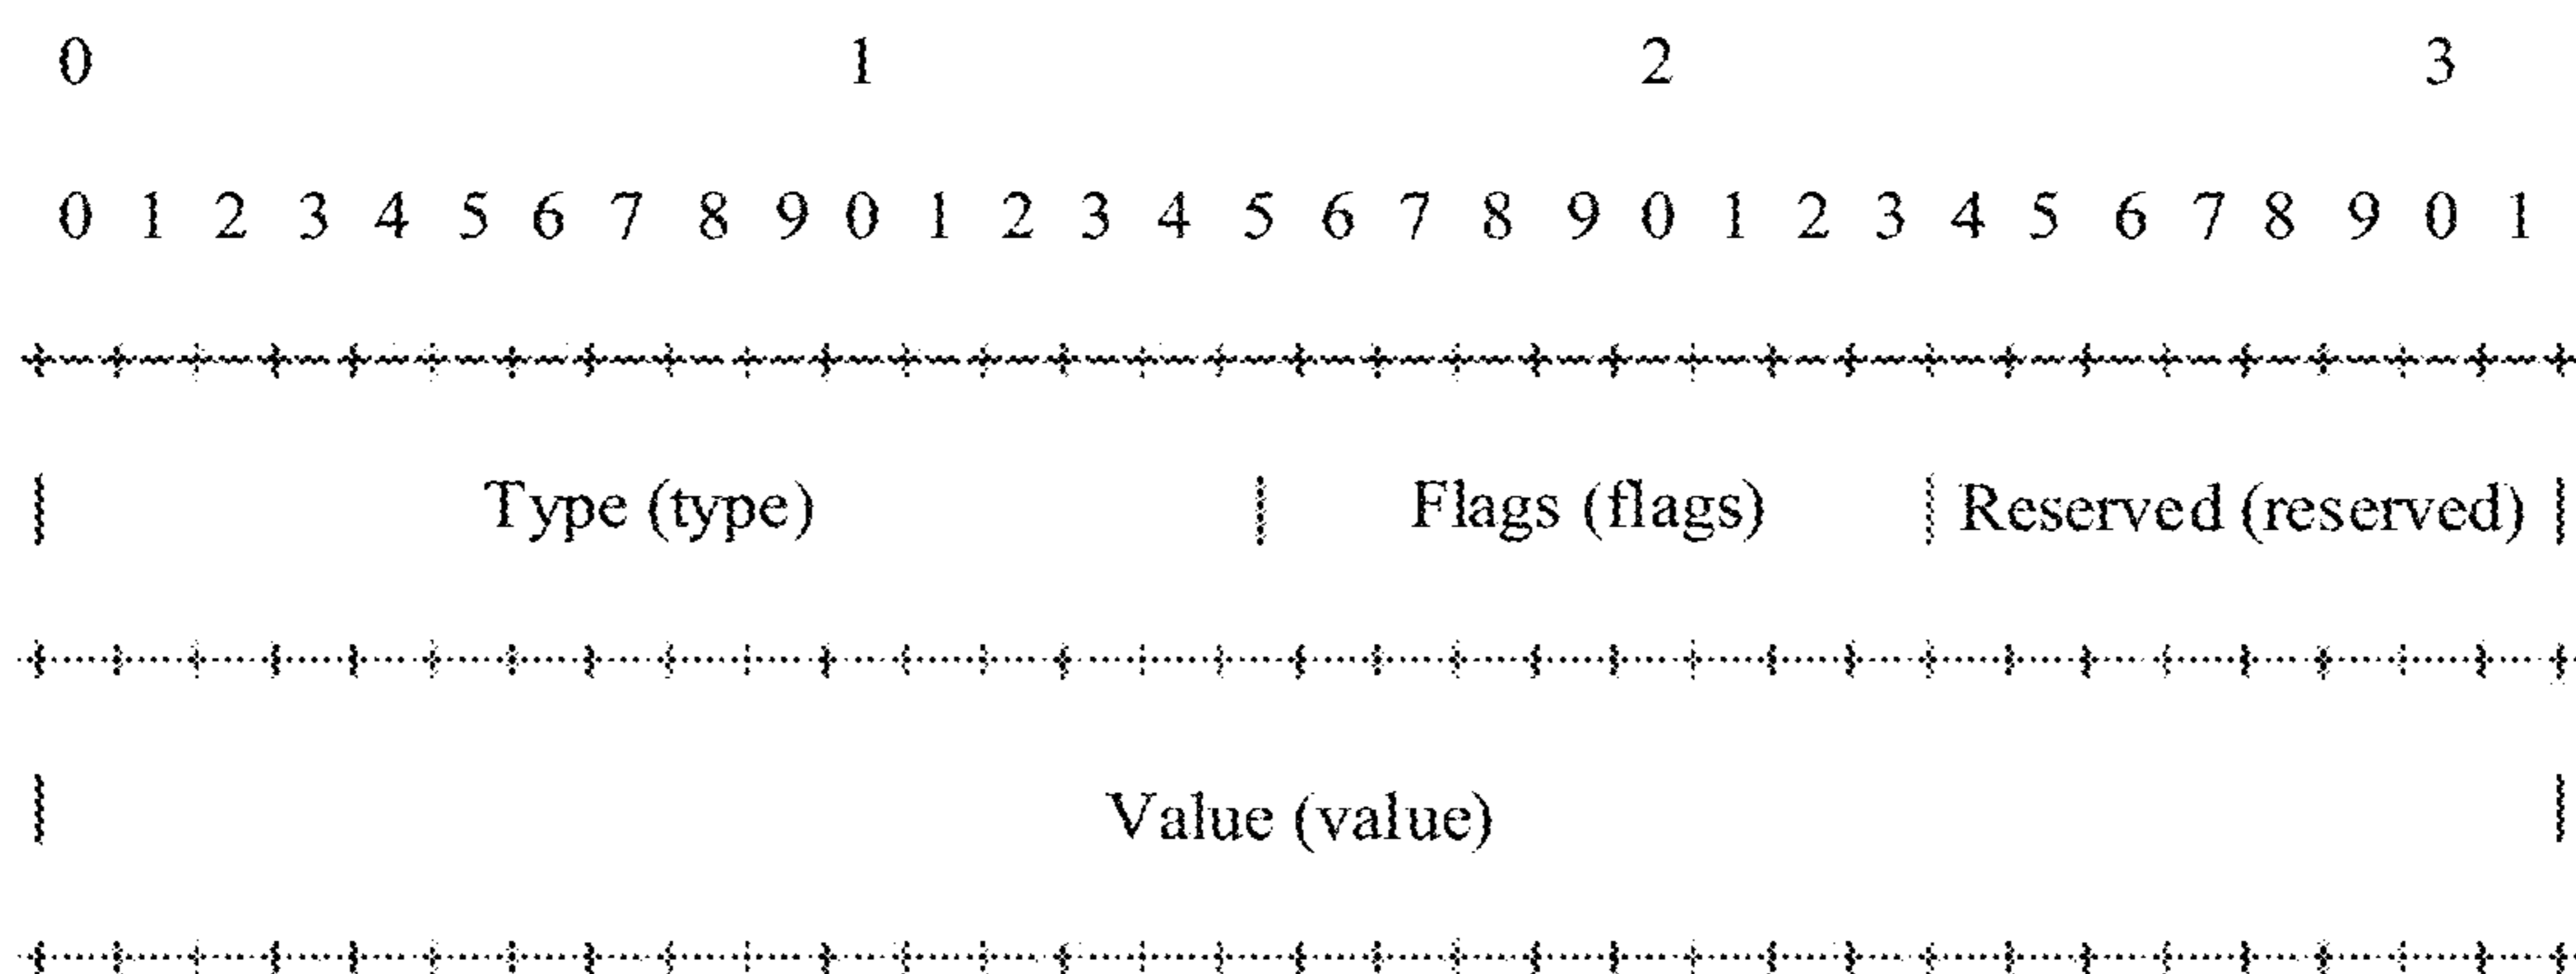 0 1 2 3
0 1 2 3 4 5 6 7 8 9 0 1 2 3 4 5 6 7 8 9 0 1 2 3 4 5 6 7 8 9 0 1
| Type (type) | Flags (flags) | Reserved (reserved) |
| Value (value) |